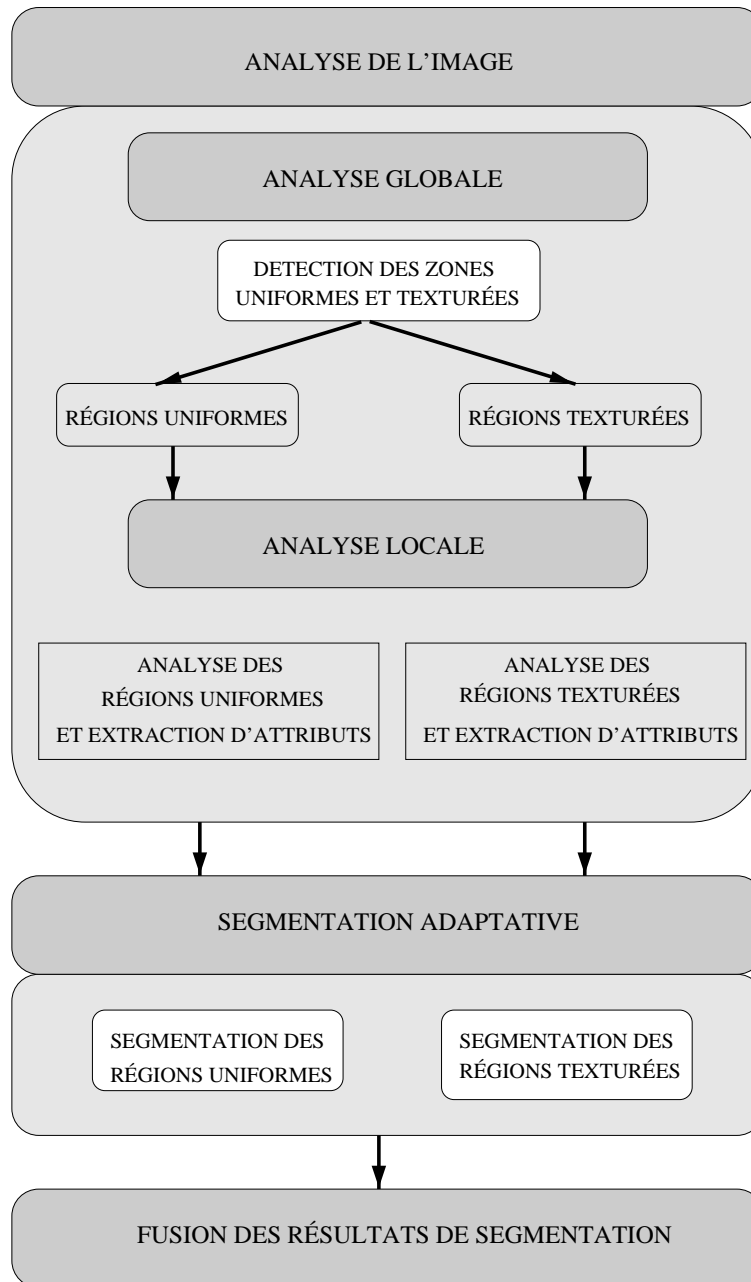 ANALYSE DE L'IMAGE
ANALYSE GLOBALE
DETECTION DES ZONES
UNIFORMES ET TEXTURÉES
RÉGIONS UNIFORMES
RÉGIONS TEXTURÉES
ANALYSE LOCALE
ANALYSE DES
RÉGIONS UNIFORMES
ET EXTRACTION D'ATTRIBUTS
ANALYSE DES
RÉGIONS TEXTURÉES
ET EXTRACTION D'ATTRIBUTS
SEGMENTATION ADAPTATIVE
SEGMENTATION DES
RÉGIONS UNIFORMES
SEGMENTATION DES
RÉGIONS TEXTURÉES
FUSION DES RÉSULTATS DE SEGMENTATION